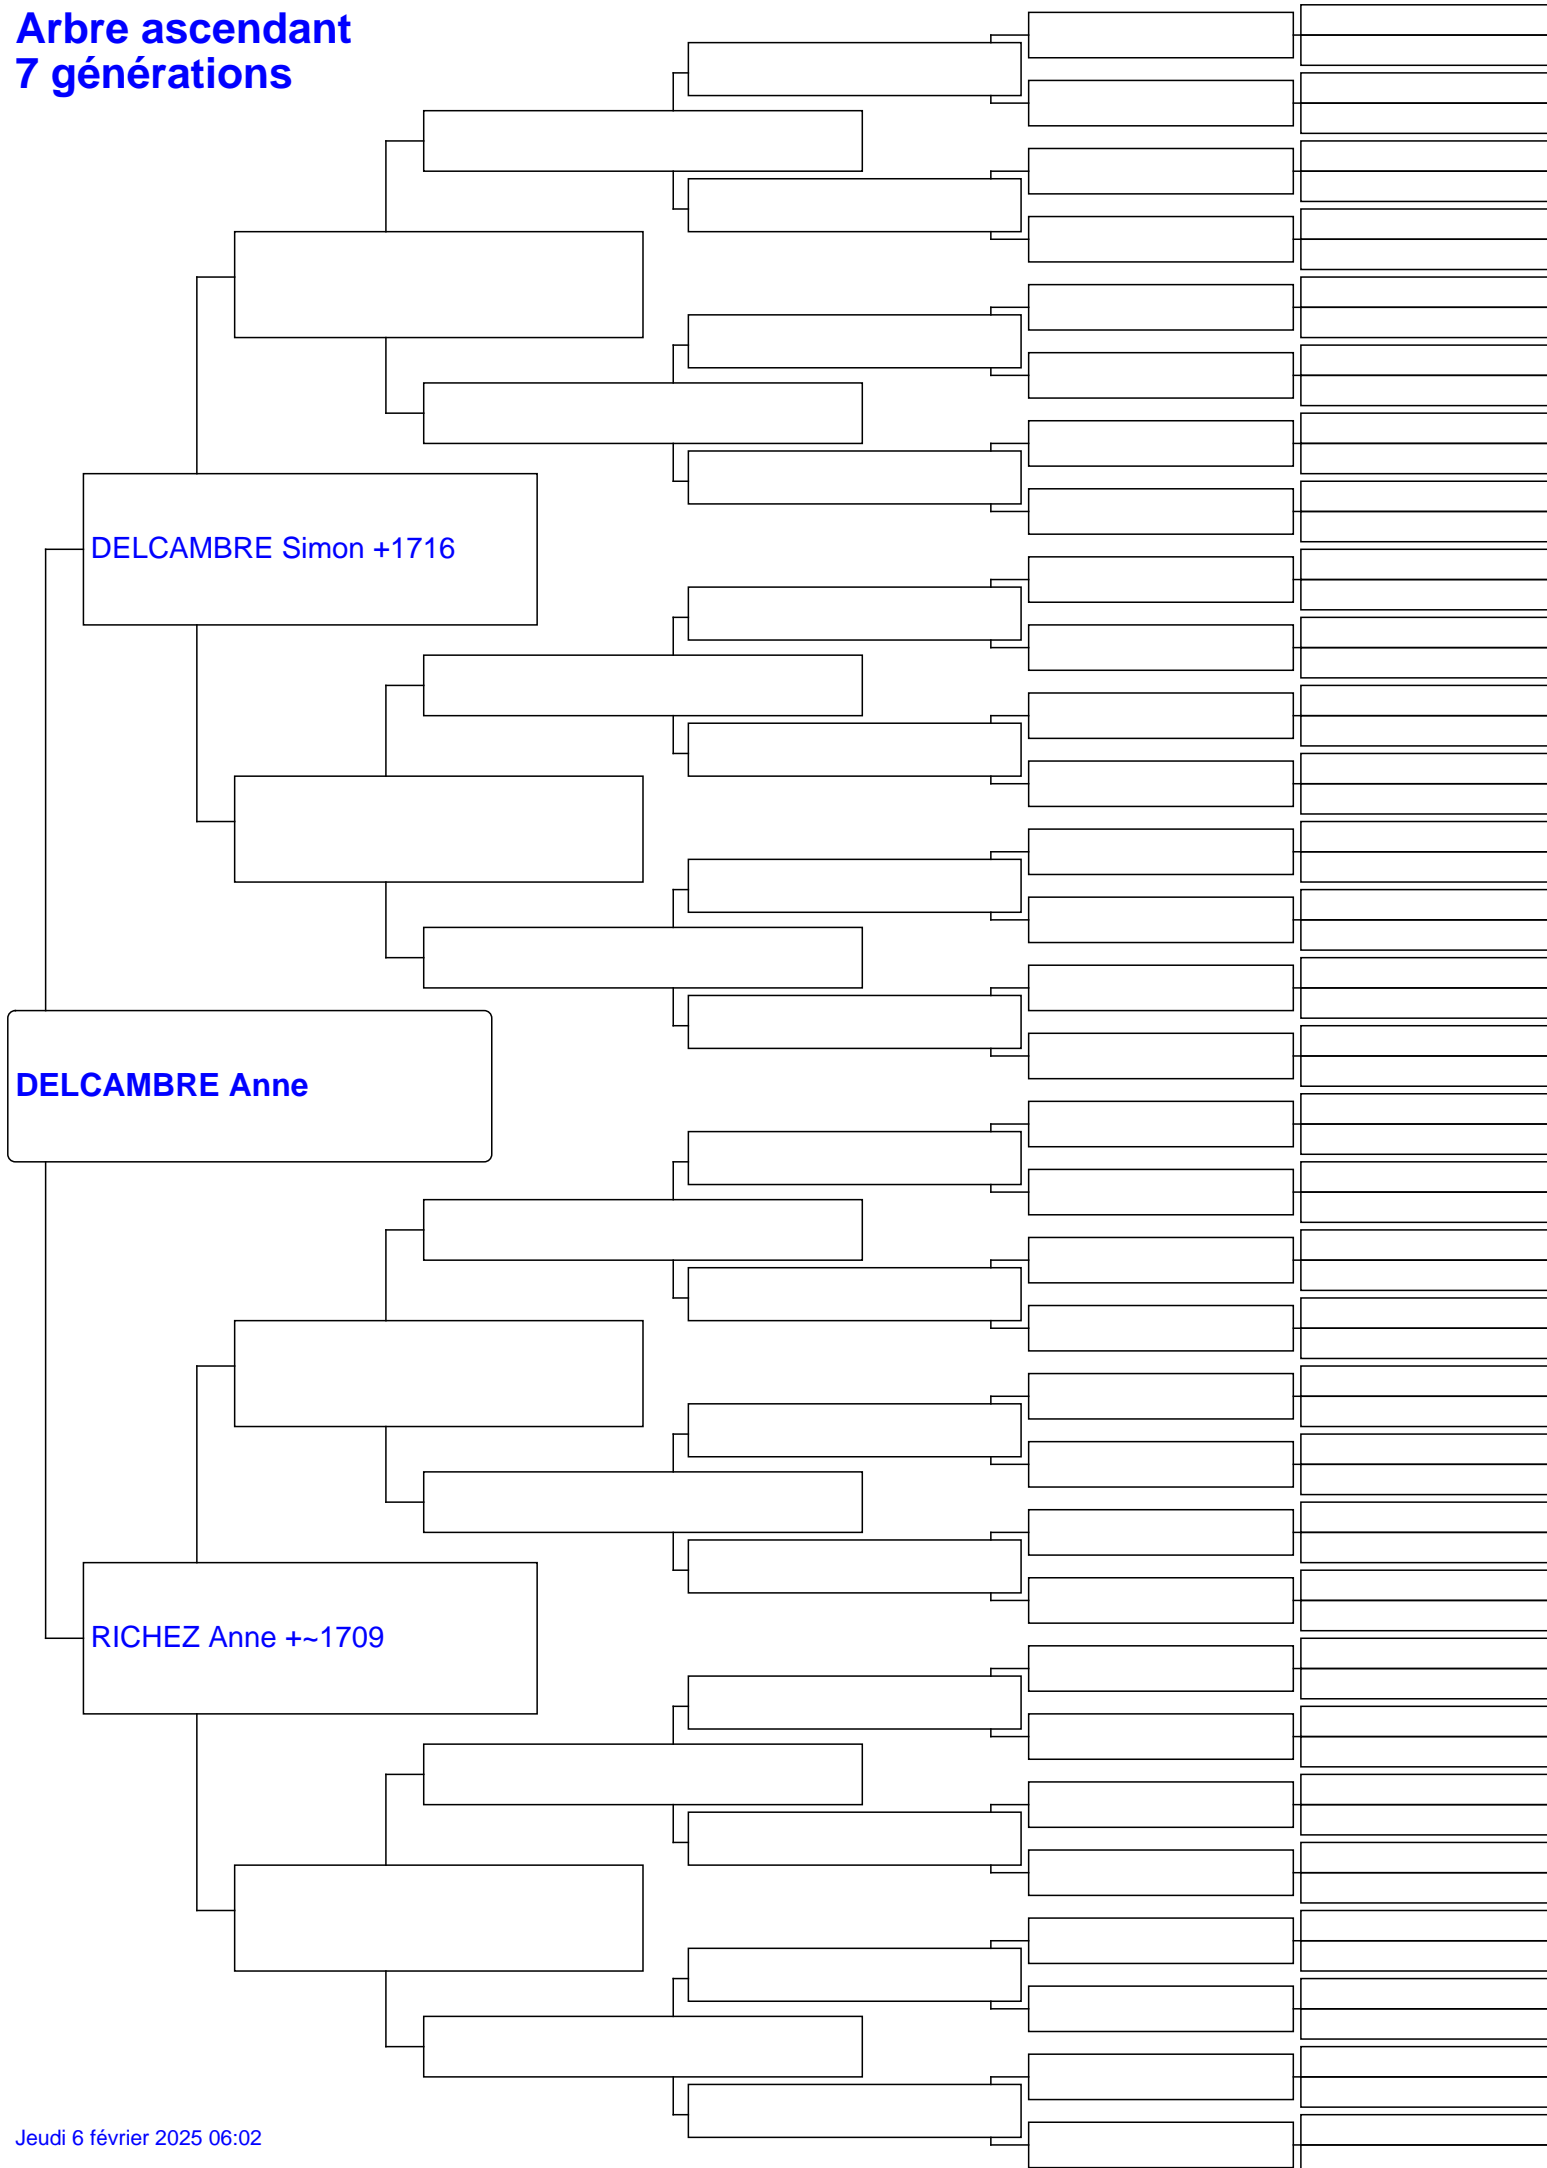 Arbre ascendant
7 générations
DELCAMBRE Simon +1716
DELCAMBRE Anne
RICHEZ Anne +~1709
Jeudi 6 février 2025 06:02